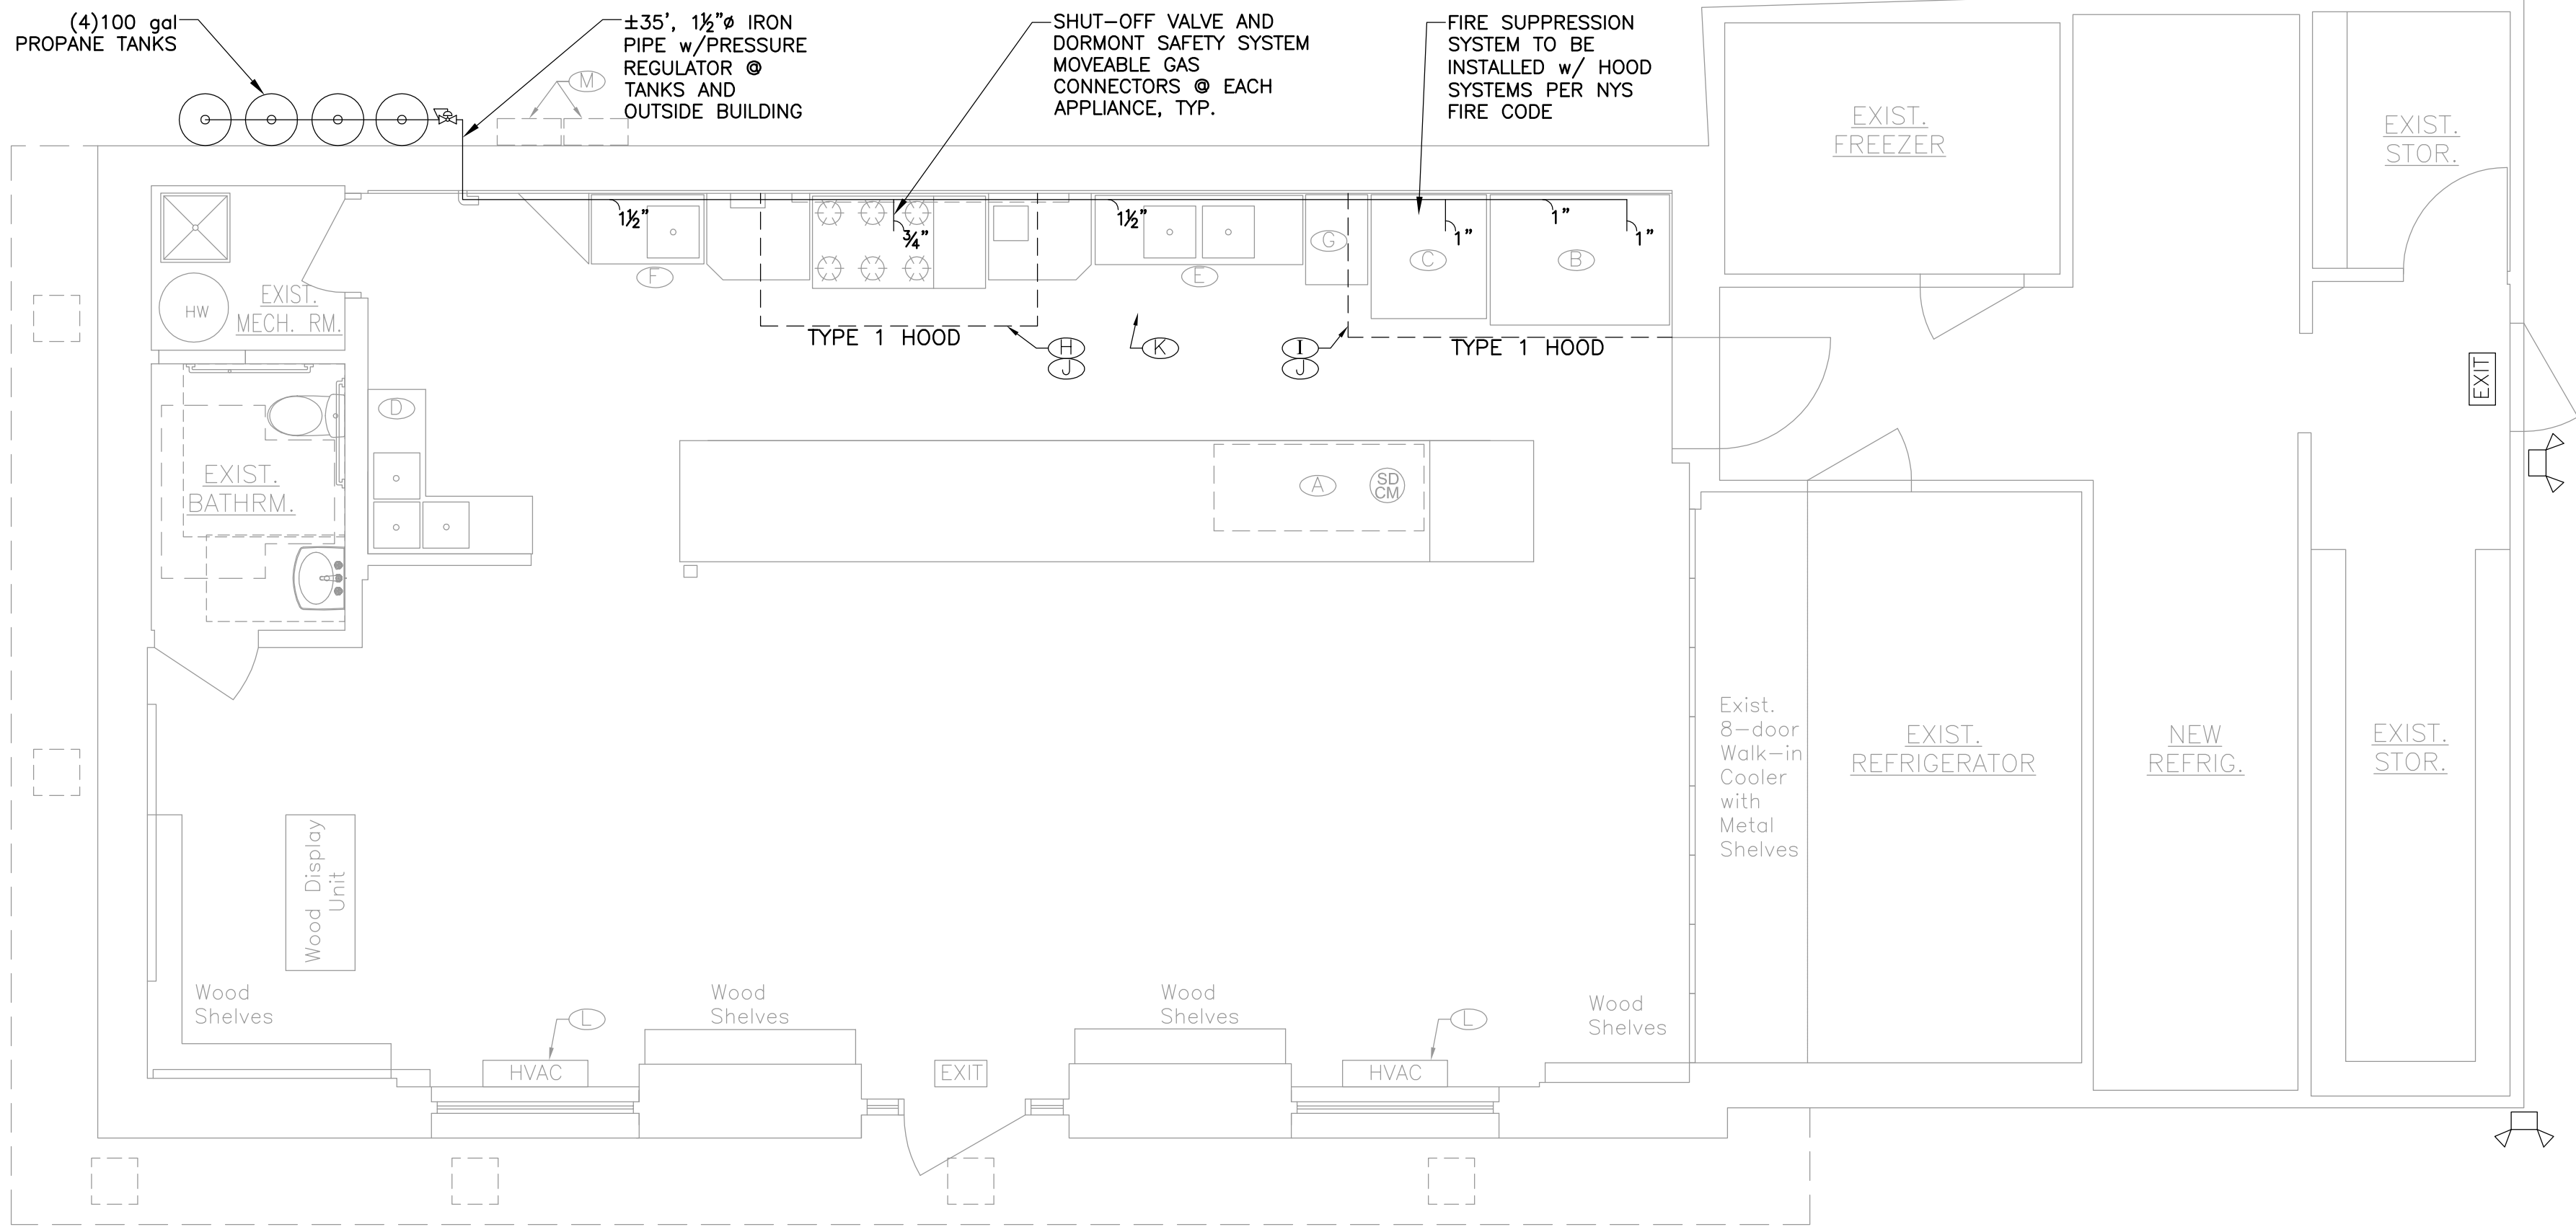 (4)100 gal
PROPANE TANKS
±35', 1½"ø IRON
PIPE w/PRESSURE
REGULATOR @
TANKS AND
OUTSIDE BUILDING
M
SHUT-OFF VALVE AND
DORMONT SAFETY SYSTEM
MOVEABLE GAS
CONNECTORS @ EACH
APPLIANCE, TYP.
FIRE SUPPRESSION
SYSTEM TO BE
INSTALLED w/ HOOD
SYSTEMS PER NYS
FIRE CODE
EXIST.
FREEZER
EXIST.
STOR.
1½"
¾"
1½"
1"
1"
1"
F
E
G
C
B
HW
EXIST.
MECH. RM.
TYPE 1 HOOD
H
J
K
I
J
TYPE 1 HOOD
EXIT
D
EXIST.
BATHRM.
A
SD
CM
Exist.
8-door
Walk-in
Cooler
with
Metal
Shelves
EXIST.
REFRIGERATOR
NEW
REFRIG.
EXIST.
STOR.
Wood Display
Unit
Wood
Shelves
Wood
Shelves
Wood
Shelves
Wood
Shelves
L
L
HVAC
EXIT
HVAC